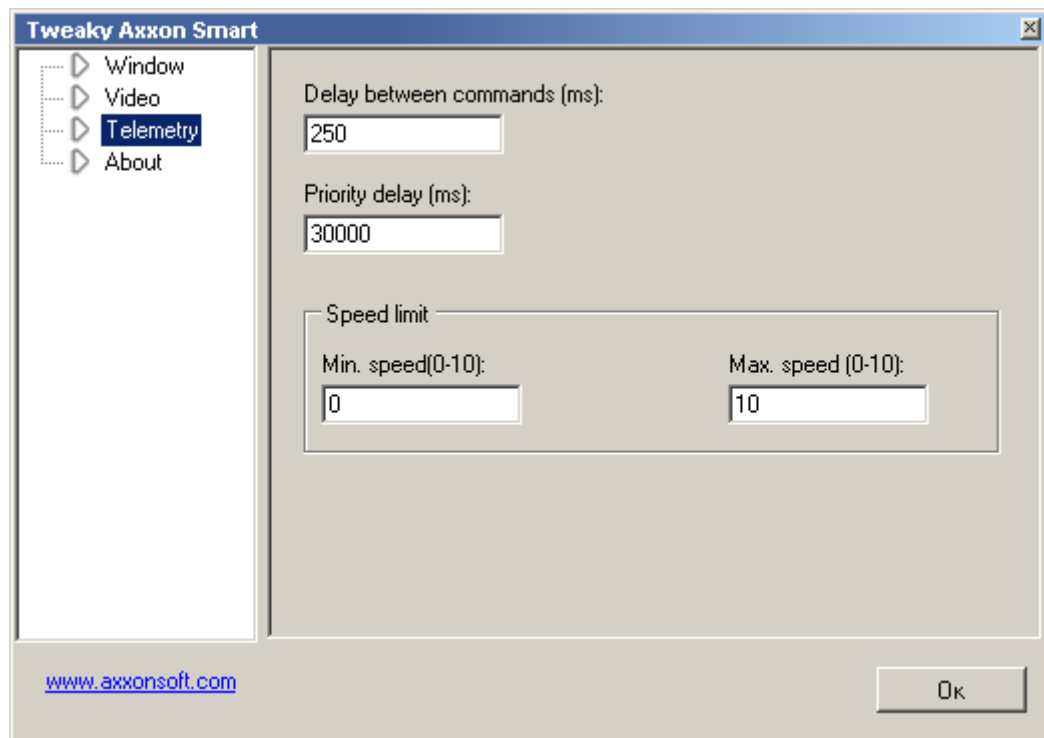 Tweaky Axxon Smart
Window
Video
Telemetry
About
Delay between commands (ms):
250
Priority delay (ms):
30000
Speed limit
Min. speed(0-10):
Max. speed (0-10):
0
10
www.axxonsoft.com
Ок